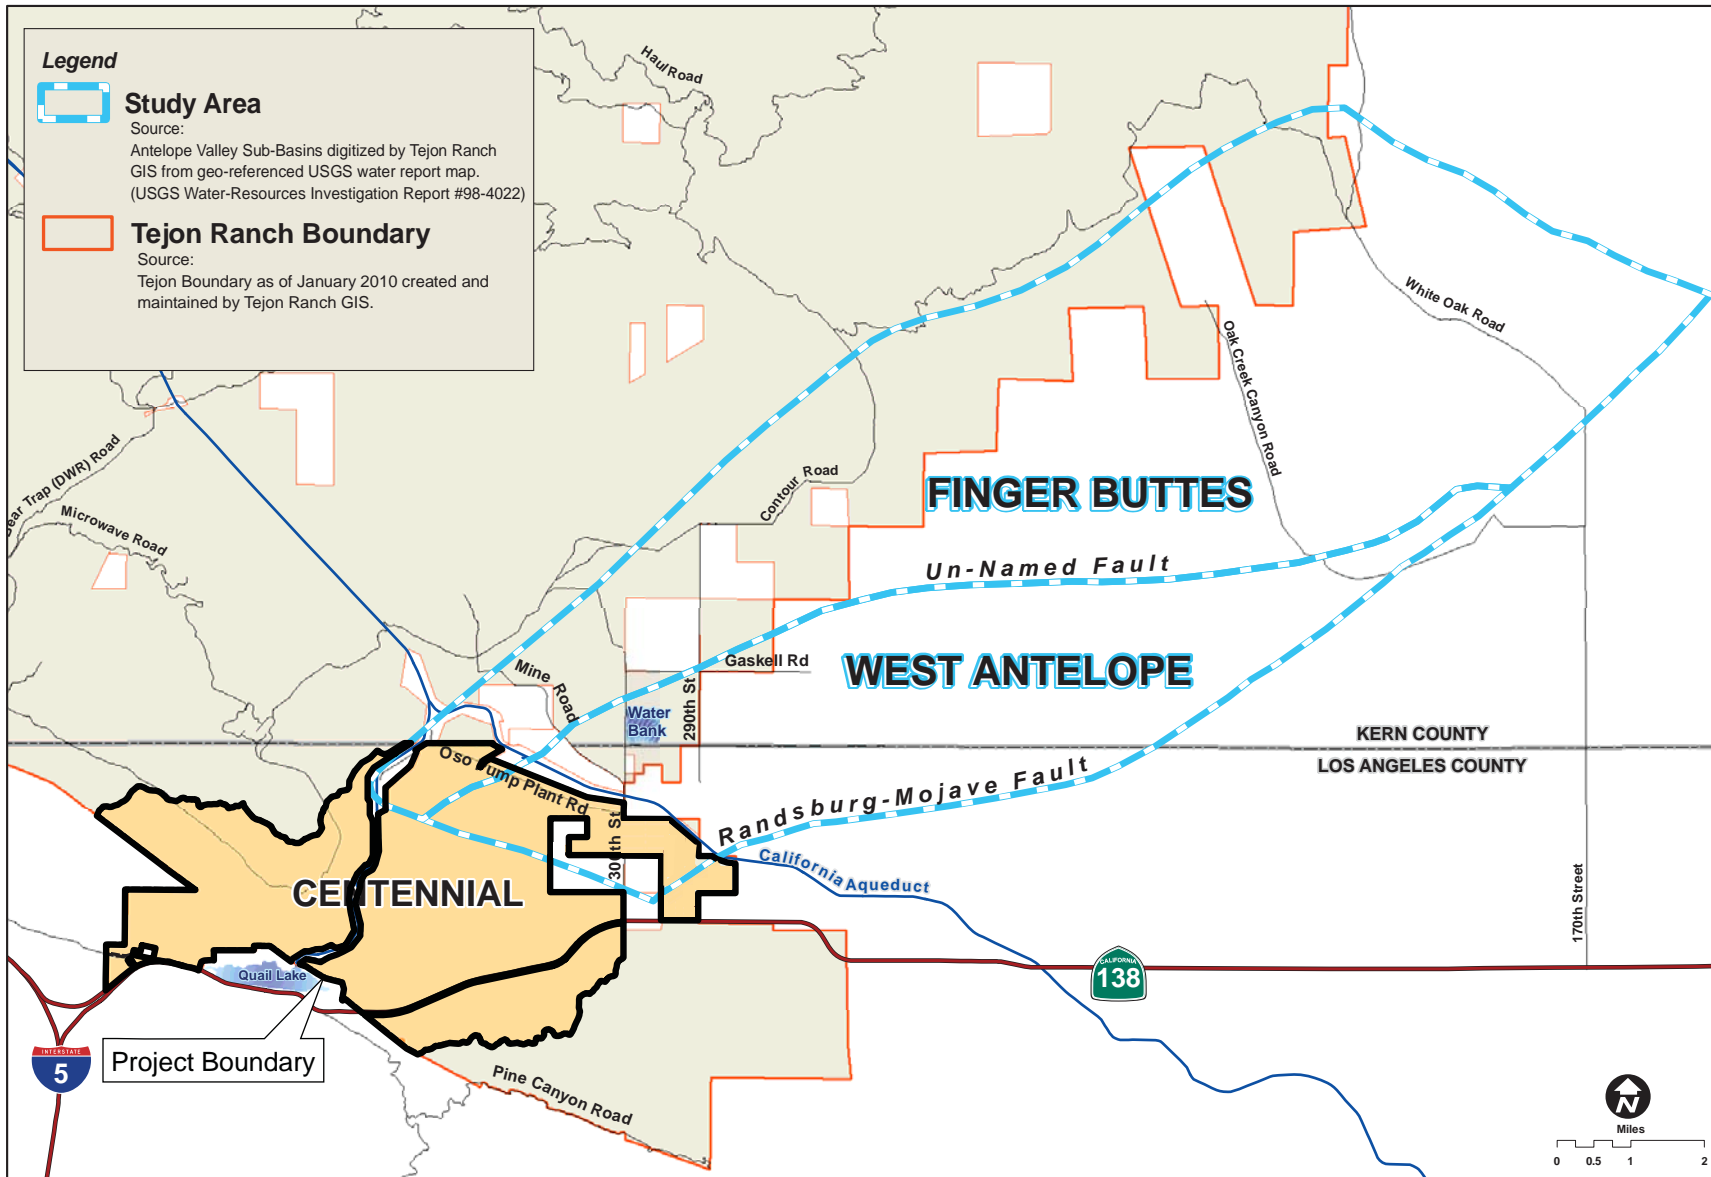 Legend
Study Area
Source:
Antelope Valley Sub-Basins digitized by Tejon Ranch
GIS from geo-referenced USGS water report map.
(USGS Water-Resources Investigation Report #98-4022)
Tejon Ranch Boundary
Source:
Tejon Boundary as of January 2010 created and
maintained by Tejon Ranch GIS.
Haul Road
White Oak Road
Oak Creek Canyon Road
Trap (DWR) Road
Microwave Road
Contour Road
FINGER BUTTES
Un-Named Fault
Gaskell Rd
WEST ANTELOPE
Mine Road
Water
Bank
290th St
KERN COUNTY
LOS ANGELES COUNTY
Oso Pump Plant Rd
Randsburg-Mojave Fault
300th St
California Aqueduct
CENTENNIAL
170th Street
Quail Lake
CALIFORNIA
138
INTERSTATE
5
Project Boundary
Pine Canyon Road
N
Miles
0 0.5 1 2